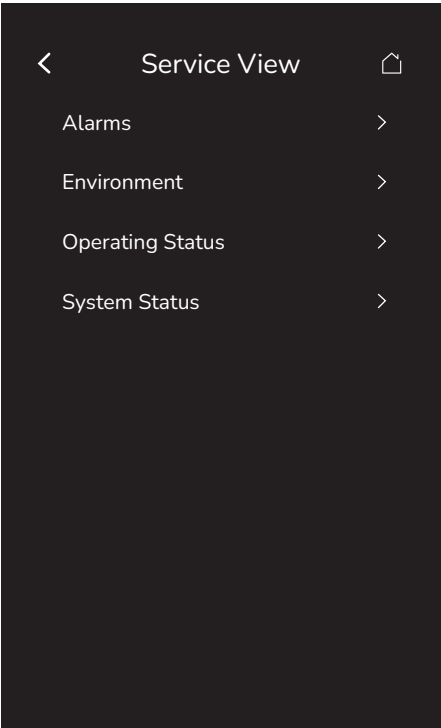 Service View
Alarms
Environment
Operating Status
System Status